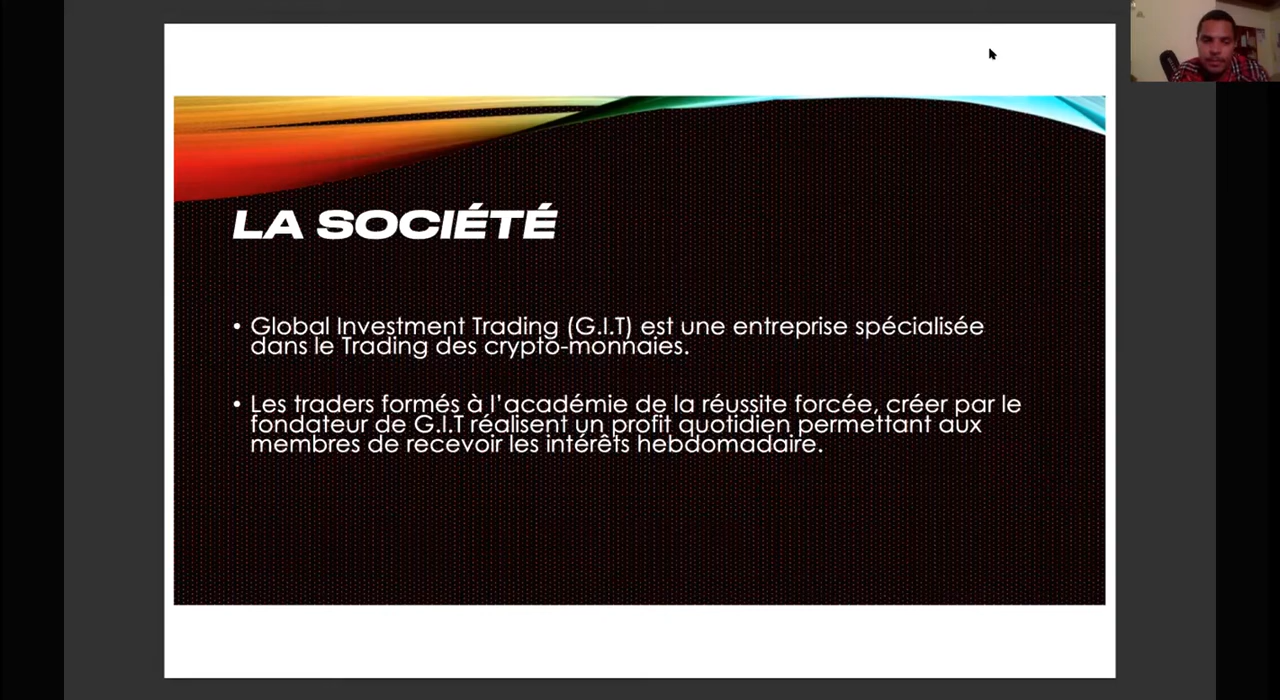 LA SOCIÉTÉ
• Global Investment Trading (G.I.T) est une entreprise spécialisée
dans le Trading des crypto-monnaies.
• Les traders formés à l’académie de la réussite forcée, créer par le
fondateur de G.I.T réalisent un profit quotidien permettant aux
membres de recevoir les intérêts hebdomadaire.